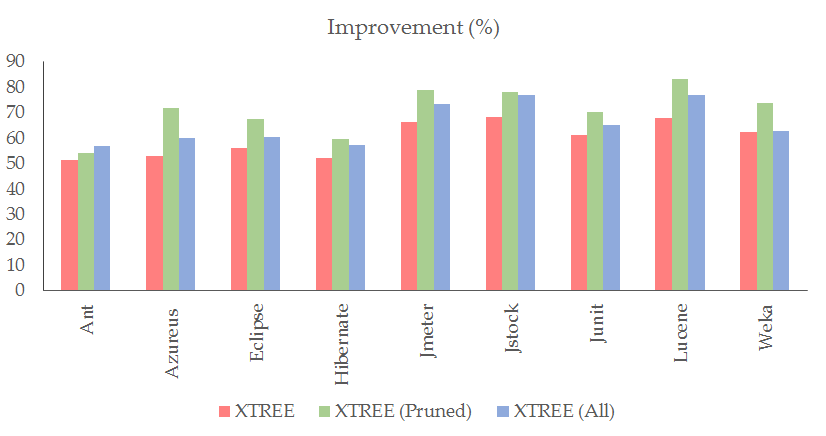 Improvement (%)
90
80
70
60
50
40
30
20
10
0
Ant
Azureus
Eclipse
Hibernate
Jmeter
Jstock
Junit
Lucene
Weka
XTREE XTREE (Pruned) XTREE (All)